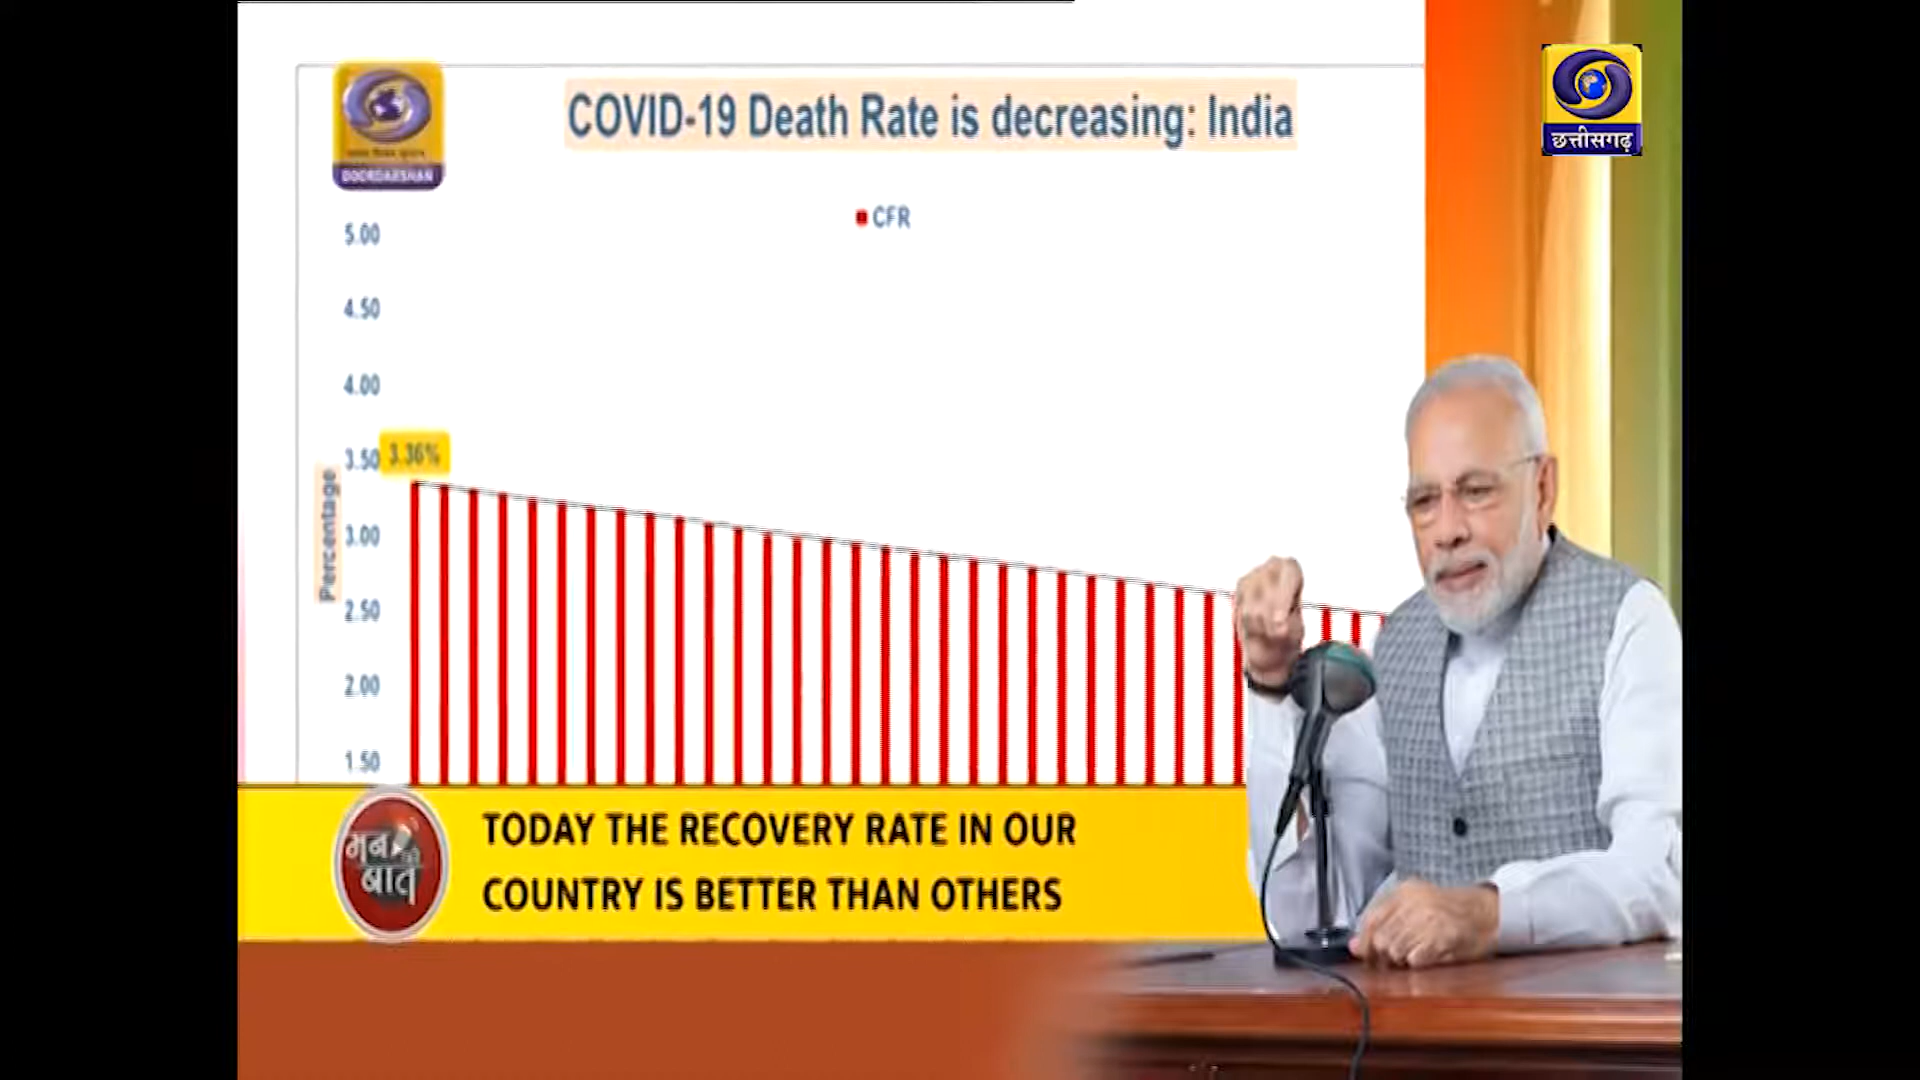 COVID-19 Death Rate is decreasing: India
DOORDARSHAN
छत्तीसगढ़
CFR
5.00
4.50
4.00
3.50
3.36%
3.00
2.50
2.00
1.50
Percentage
मन की
बात
TODAY THE RECOVERY RATE IN OUR
COUNTRY IS BETTER THAN OTHERS